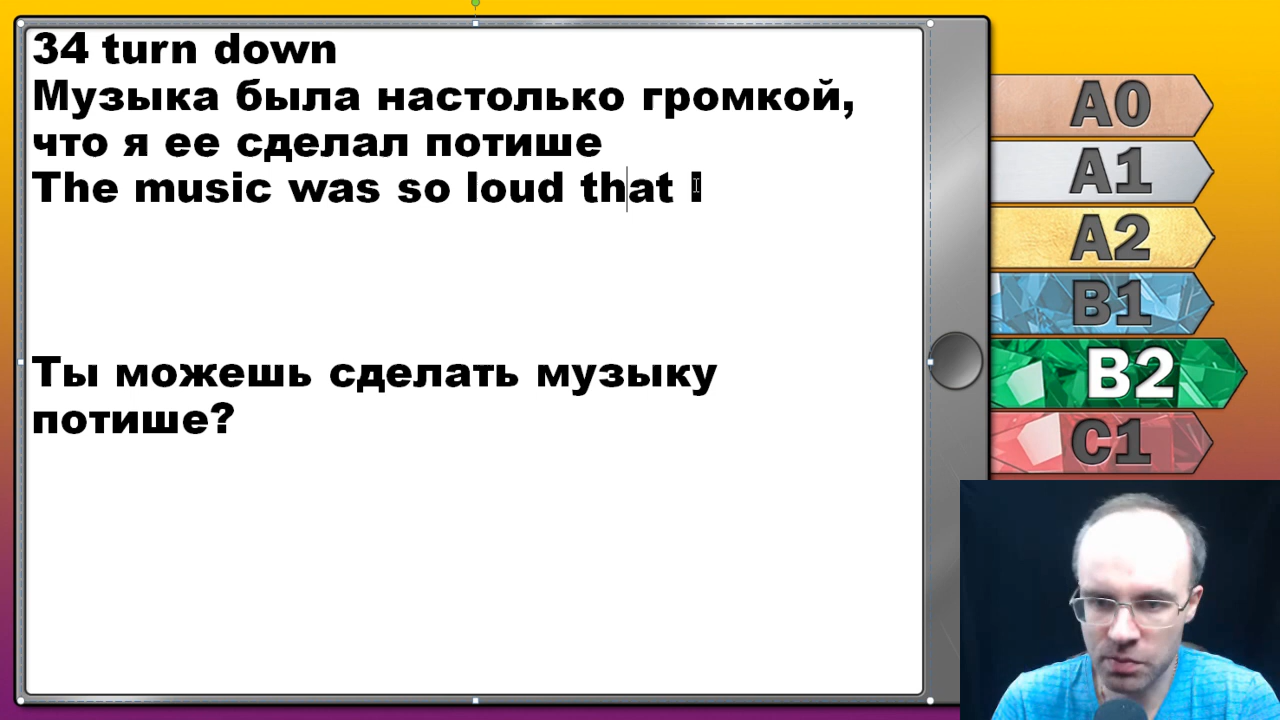 34 turn down
Музыка была настолько громкой,
что я ее сделал потише
The music was so loud that I
Ты можешь сделать музыку
потише?
A0
A1
A2
B1
B2
C1